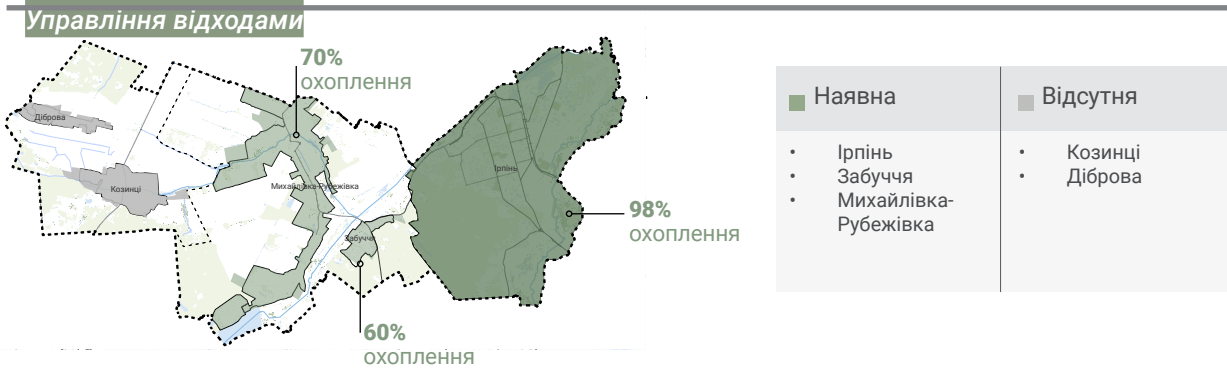 Управління відходами
70%
охоплення
Діброва
Козинці
Михайлівка-Рубежівка
Забуччя
Ірпінь
98%
охоплення
60%
охоплення
Наявна
Відсутня
• Ірпінь
• Забуччя
• Михайлівка-
Рубежівка
• Козинці
• Діброва